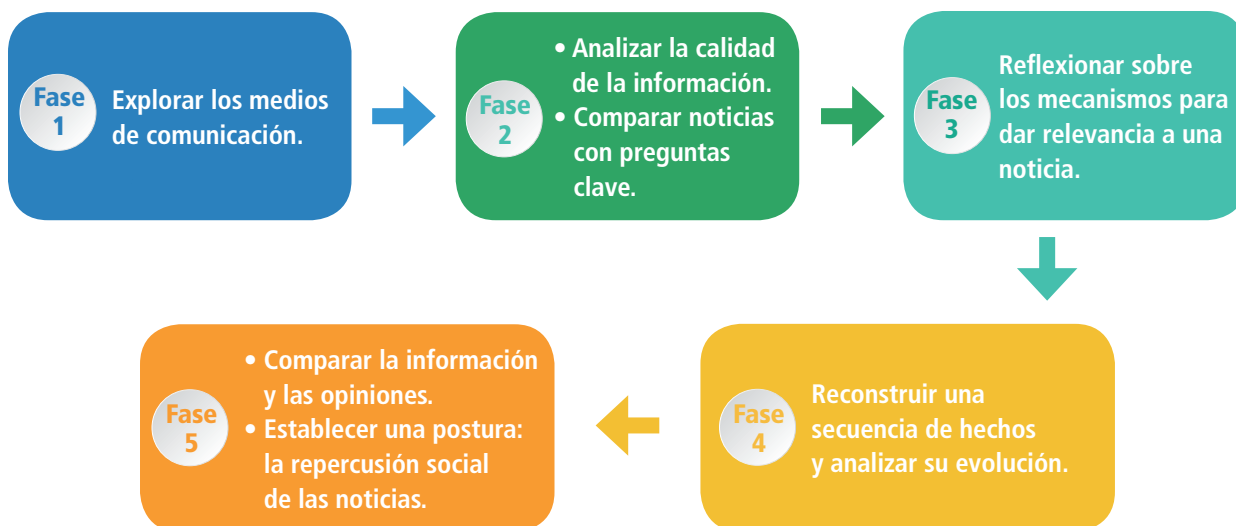 Fase
1
Explorar los medios
de comunicación.
Fase
2
• Analizar la calidad
de la información.
• Comparar noticias
con preguntas
clave.
Fase
3
Reflexionar sobre
los mecanismos para
dar relevancia a una
noticia.
Fase
4
Reconstruir una
secuencia de hechos
y analizar su evolución.
Fase
5
• Comparar la información
y las opiniones.
• Establecer una postura:
la repercusión social
de las noticias.